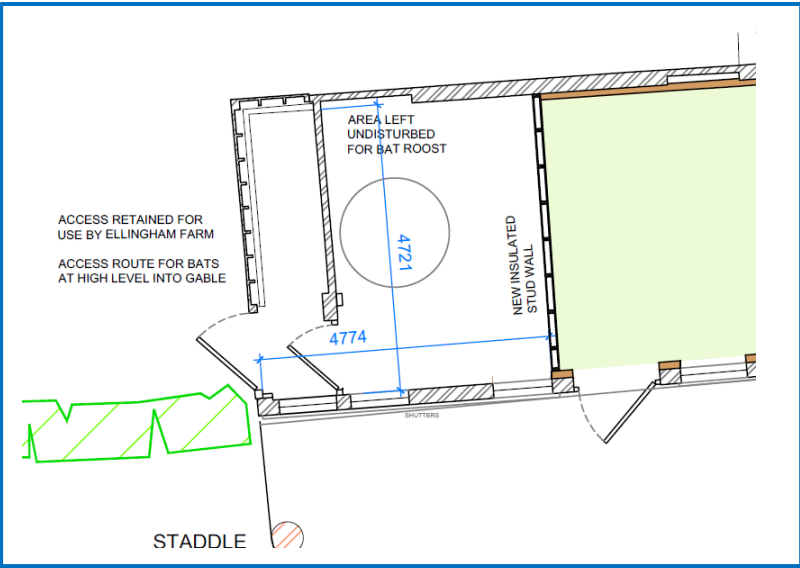 AREA LEFT
UNDISTURBED
FOR BAT ROOST
ACCESS RETAINED FOR
USE BY ELLINGHAM FARM
ACCESS ROUTE FOR BATS
AT HIGH LEVEL INTO GABLE
4721
NEW INSULATED
STUD WALL
4774
SHUTTERS
STADDLE